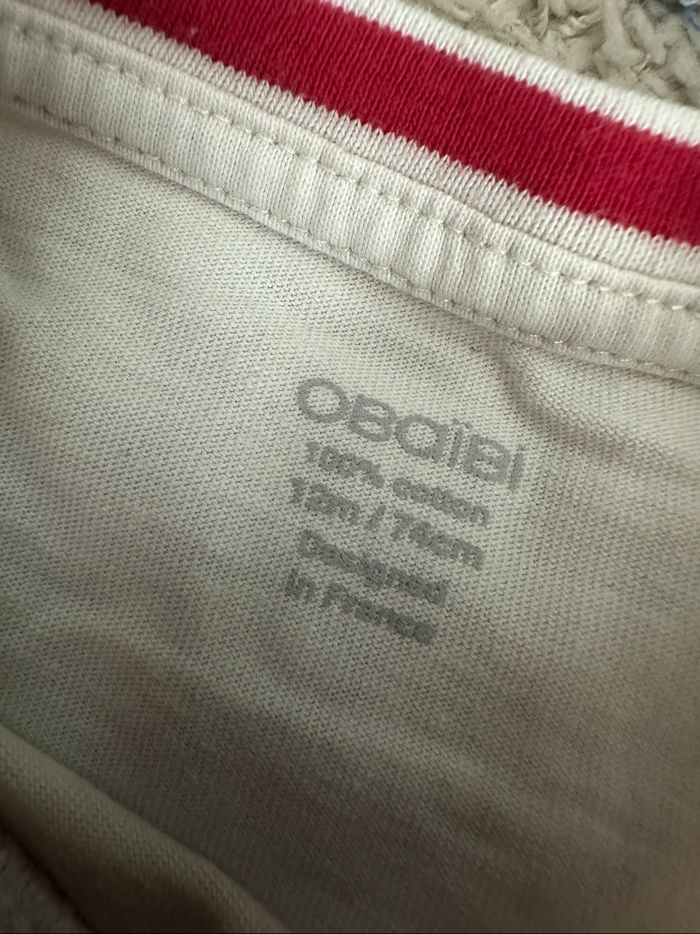 OBAÏBI
100% cotton
12m / 74cm
Designed
in France